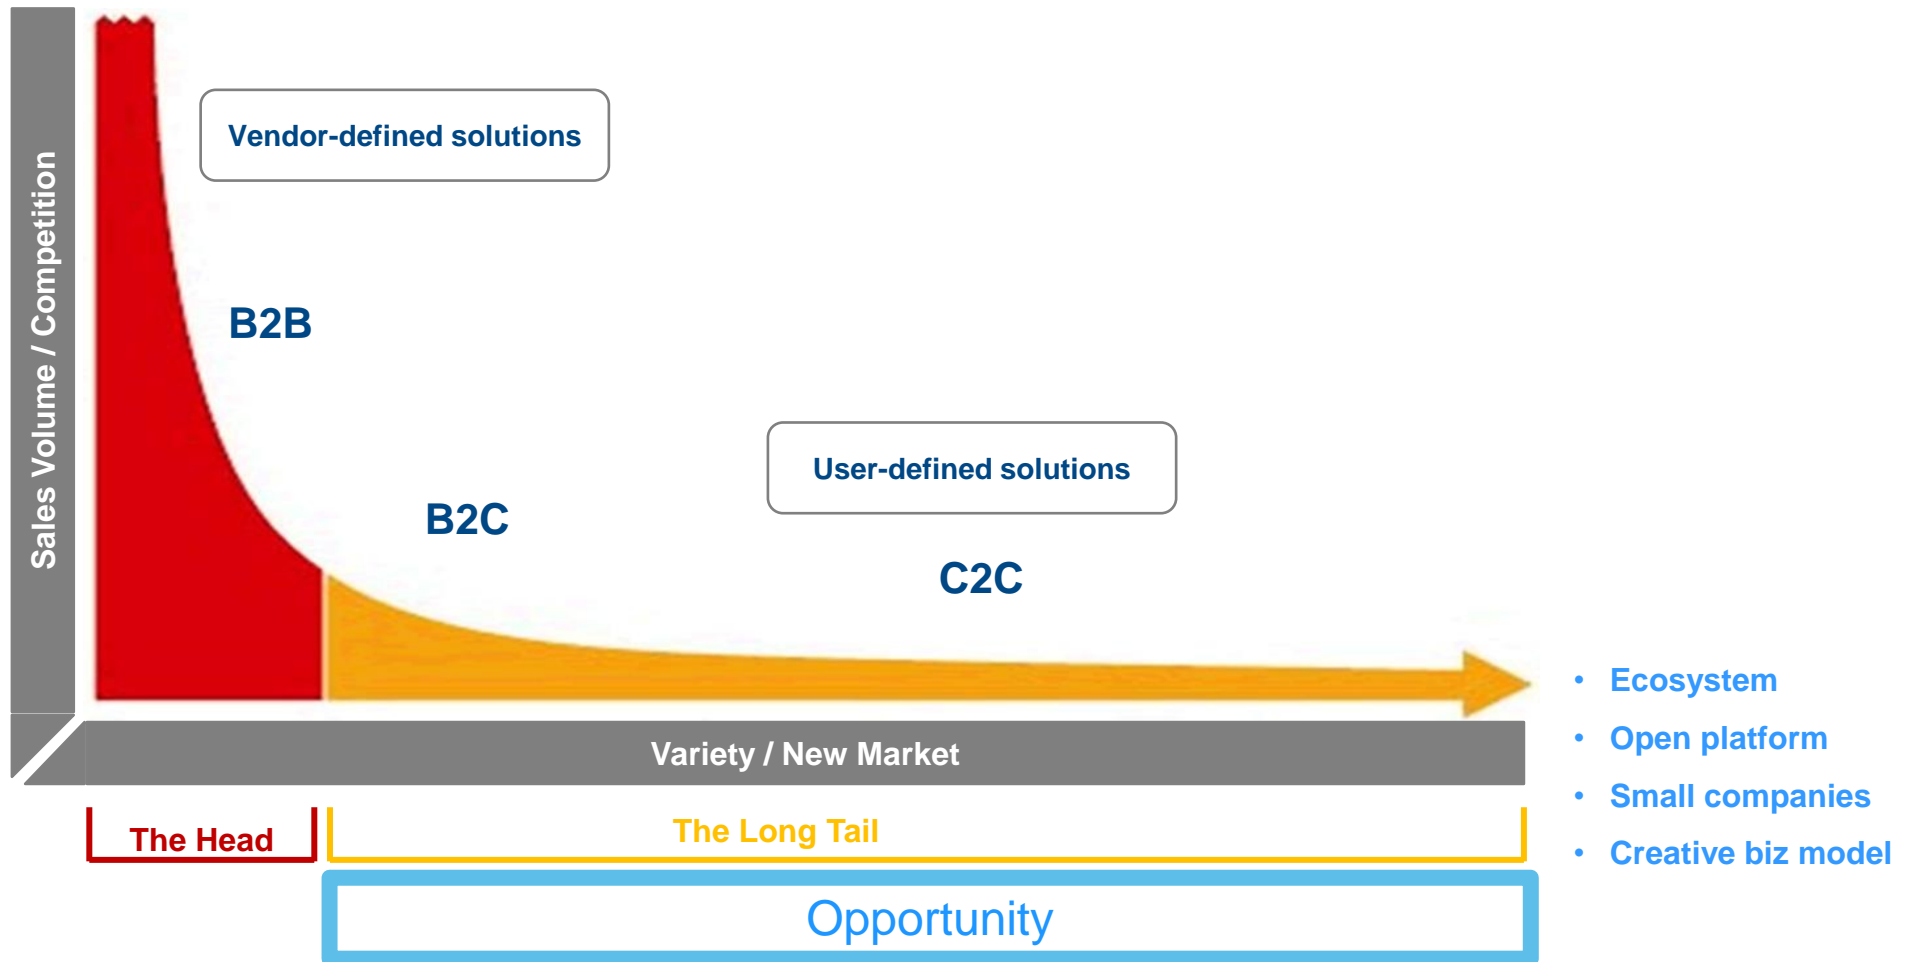 Vendor-defined solutions
Sales Volume / Competition
B2B
User-defined solutions
B2C
C2C
• Ecosystem
• Open platform
• Small companies
• Creative biz model
Variety / New Market
The Head
The Long Tail
Opportunity